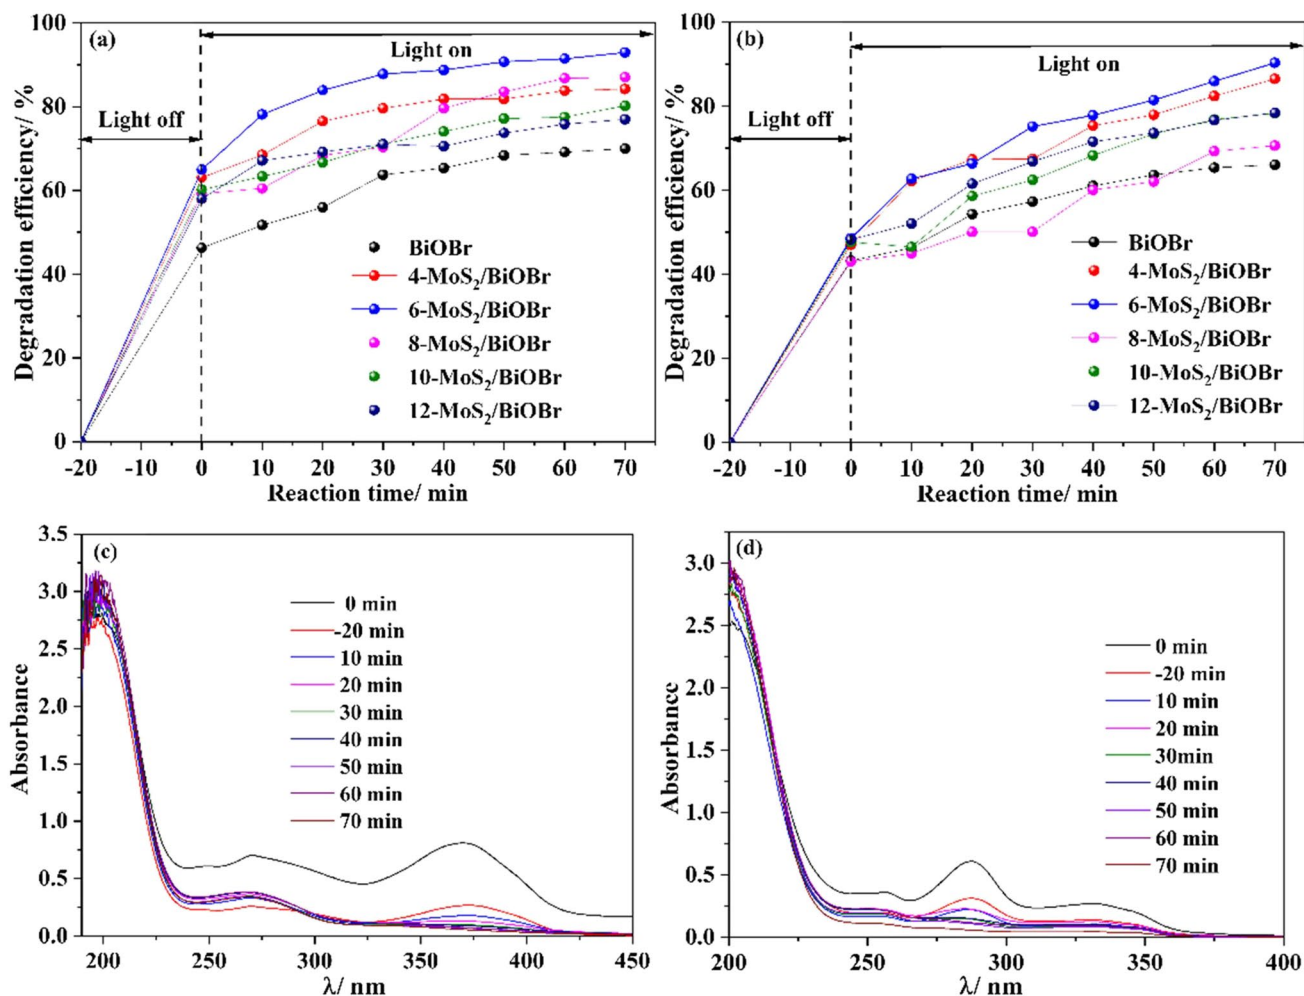 (a)
Light on
Light off
BiOBr
4-MoS₂/BiOBr
6-MoS₂/BiOBr
8-MoS₂/BiOBr
10-MoS₂/BiOBr
12-MoS₂/BiOBr
Degradation efficiency/ %
100
80
60
40
20
0
-20 -10 0 10 20 30 40 50 60 70
Reaction time/ min
(b)
Light on
Light off
BiOBr
4-MoS₂/BiOBr
6-MoS₂/BiOBr
8-MoS₂/BiOBr
10-MoS₂/BiOBr
12-MoS₂/BiOBr
Degradation efficiency/ %
100
80
60
40
20
0
-20 -10 0 10 20 30 40 50 60 70
Reaction time/ min
(c)
0 min
-20 min
10 min
20 min
30 min
40 min
50 min
60 min
70 min
Absorbance
3.5
3.0
2.5
2.0
1.5
1.0
0.5
0.0
200 250 300 350 400 450
λ/ nm
(d)
0 min
-20 min
10 min
20 min
30min
40 min
50 min
60 min
70 min
Absorbance
3.0
2.5
2.0
1.5
1.0
0.5
0.0
200 250 300 350 400
λ/ nm